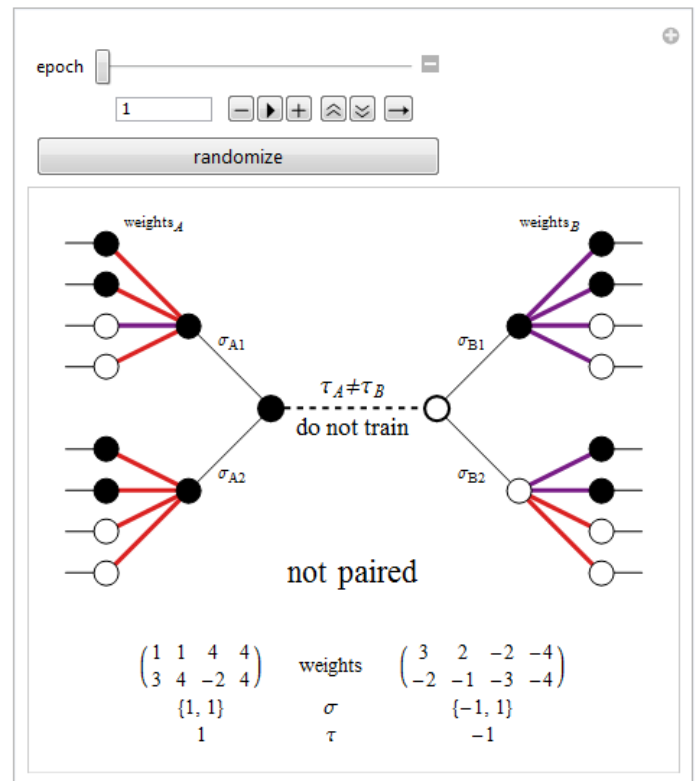 epoch
1
randomize
weights_A weights_B
σ_A1 σ_B1
τ_A≠τ_B
do not train
σ_A2 σ_B2
not paired
(1 1 4 4
3 4 −2 4) weights (3 2 −2 −4
−2 −1 −3 −4)
{1, 1} σ {−1, 1}
1 τ −1